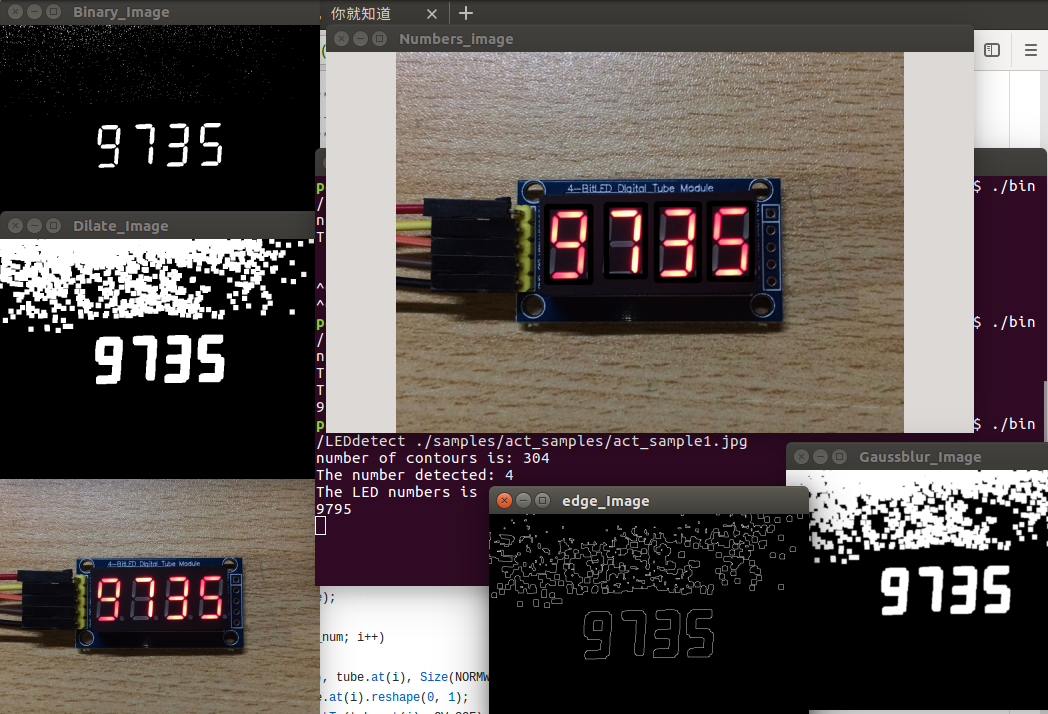 Binary_Image
9735
Dilate_Image
9735
4-BitLED Digital Tube Module
9735
你就知道
Numbers_image
4-BitLED Digital Tube Module
9735
$ ./bin
$ ./bin
$ ./bin
/LEDdetect ./samples/act_samples/act_sample1.jpg
number of contours is: 304
The number detected: 4
The LED numbers is
9795
Gaussblur_Image
9735
edge_Image
9735
);
_num; i++)
, tube.at(i), Size(NORMW
.at(i).reshape(0, 1);